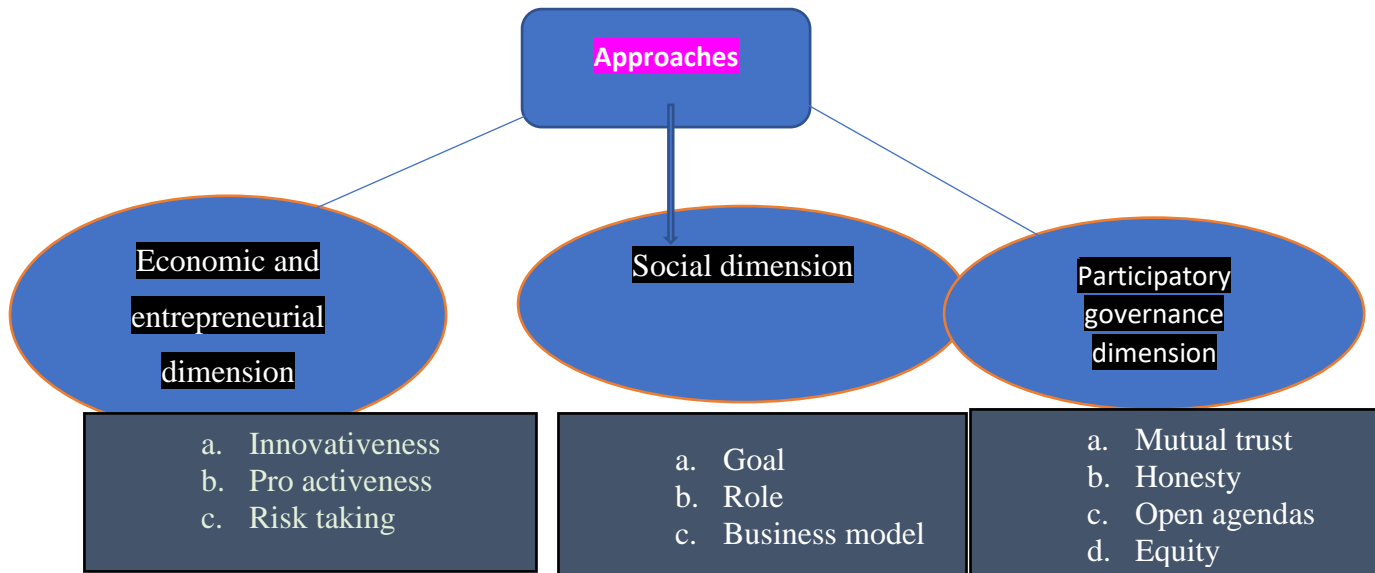 Approaches
Economic and
entrepreneurial
dimension
Social dimension
Participatory
governance
dimension
a. Innovativeness
b. Pro activeness
c. Risk taking
a. Goal
b. Role
c. Business model
a. Mutual trust
b. Honesty
c. Open agendas
d. Equity